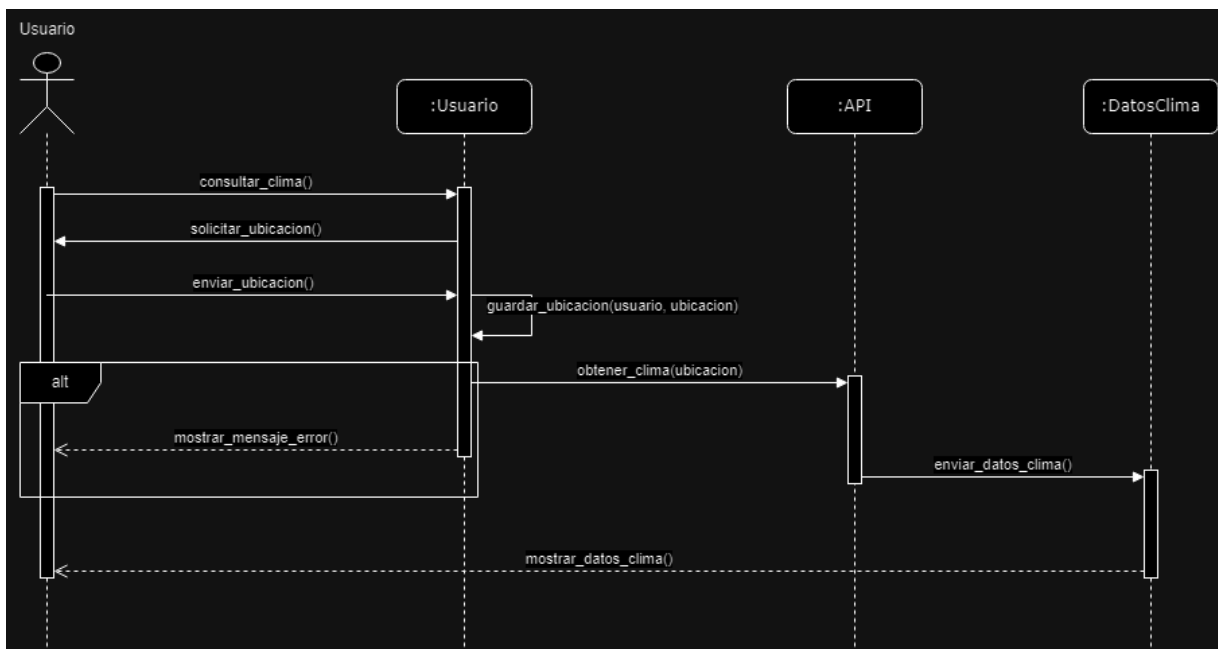 Usuario
:Usuario
:API
:DatosClima
consultar_clima()
solicitar_ubicacion()
enviar_ubicacion()
guardar_ubicacion(usuario, ubicacion)
alt
obtener_clima(ubicacion)
mostrar_mensaje_error()
enviar_datos_clima()
mostrar_datos_clima()